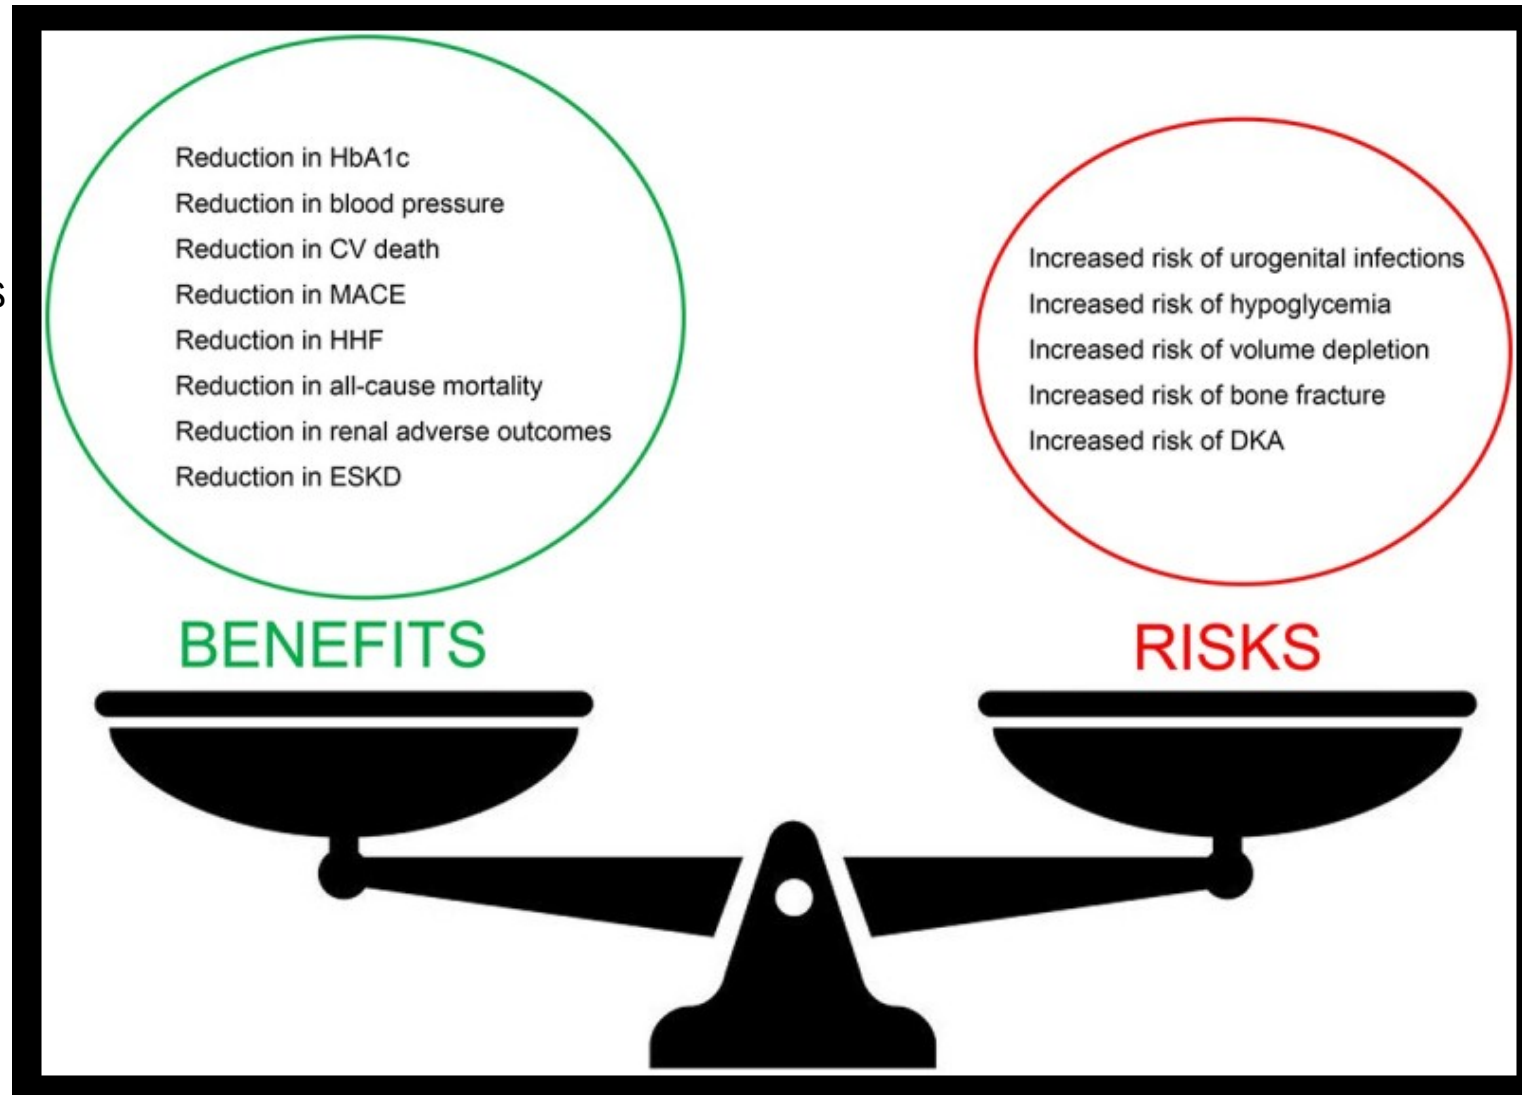 Reduction in HbA1c
Reduction in blood pressure
Reduction in CV death
Reduction in MACE
Reduction in HHF
Reduction in all-cause mortality
Reduction in renal adverse outcomes
Reduction in ESKD
BENEFITS
Increased risk of urogenital infections
Increased risk of hypoglycemia
Increased risk of volume depletion
Increased risk of bone fracture
Increased risk of DKA
RISKS